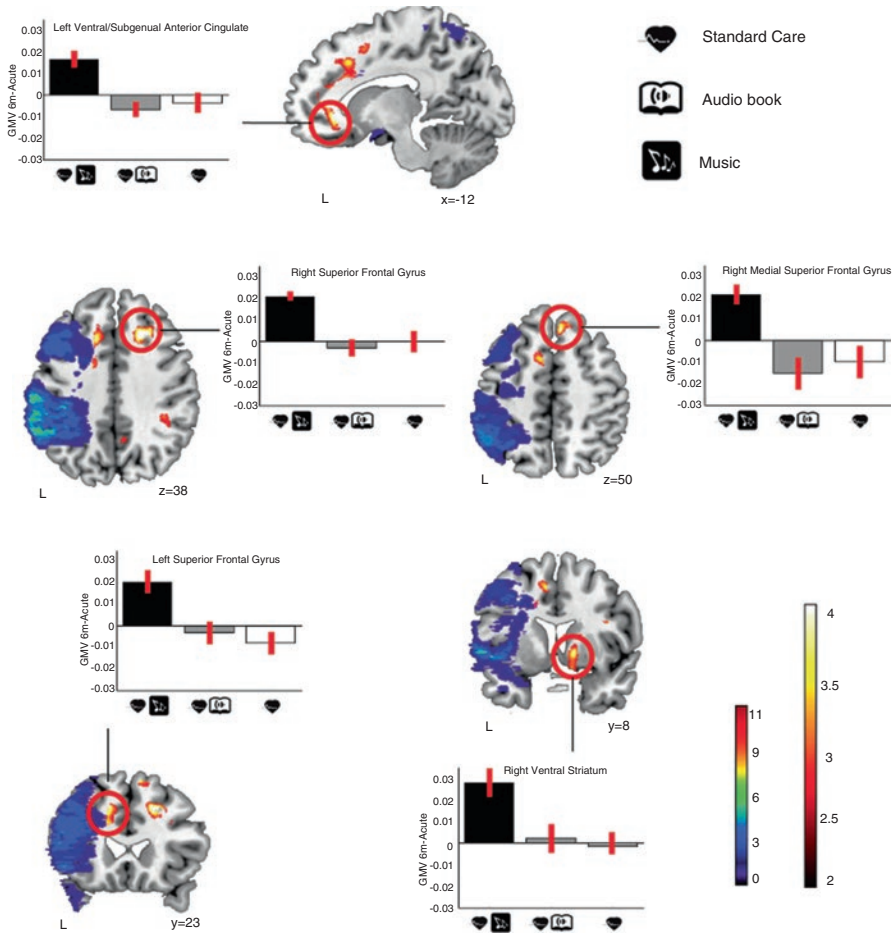 Left Ventral/Subgenual Anterior Cingulate
GMV 6m-Acute
0.03
0.02
0.01
0
-0.01
-0.02
-0.03
L
x=-12
Standard Care
Audio book
Music
Right Superior Frontal Gyrus
GMV 6m-Acute
0.03
0.02
0.01
0
-0.01
-0.02
-0.03
L
z=38
Right Medial Superior Frontal Gyrus
GMV 6m-Acute
0.03
0.02
0.01
0
-0.01
-0.02
-0.03
L
z=50
Left Superior Frontal Gyrus
GMV 6m-Acute
0.03
0.02
0.01
0
-0.01
-0.02
-0.03
L
y=23
L
y=8
Right Ventral Striatum
GMV 6m-Acute
0.03
0.02
0.01
0
-0.01
-0.02
-0.03
11
9
6
3
0
4
3.5
3
2.5
2